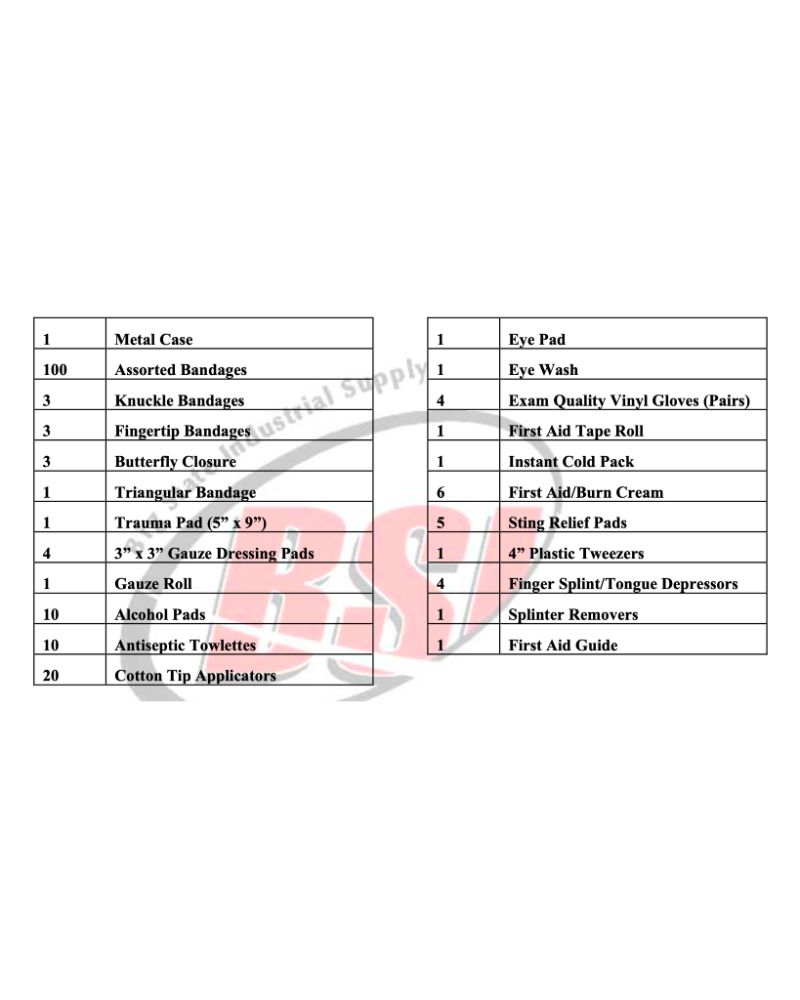 1 Metal Case
100 Assorted Bandages
3 Knuckle Bandages
3 Fingertip Bandages
3 Butterfly Closure
1 Triangular Bandage
1 Trauma Pad (5” x 9”)
4 3” x 3” Gauze Dressing Pads
1 Gauze Roll
10 Alcohol Pads
10 Antiseptic Towlettes
20 Cotton Tip Applicators
1 Eye Pad
1 Eye Wash
4 Exam Quality Vinyl Gloves (Pairs)
1 First Aid Tape Roll
1 Instant Cold Pack
6 First Aid/Burn Cream
5 Sting Relief Pads
1 4” Plastic Tweezers
4 Finger Splint/Tongue Depressors
1 Splinter Removers
1 First Aid Guide
Big State Industrial Supply
BSI